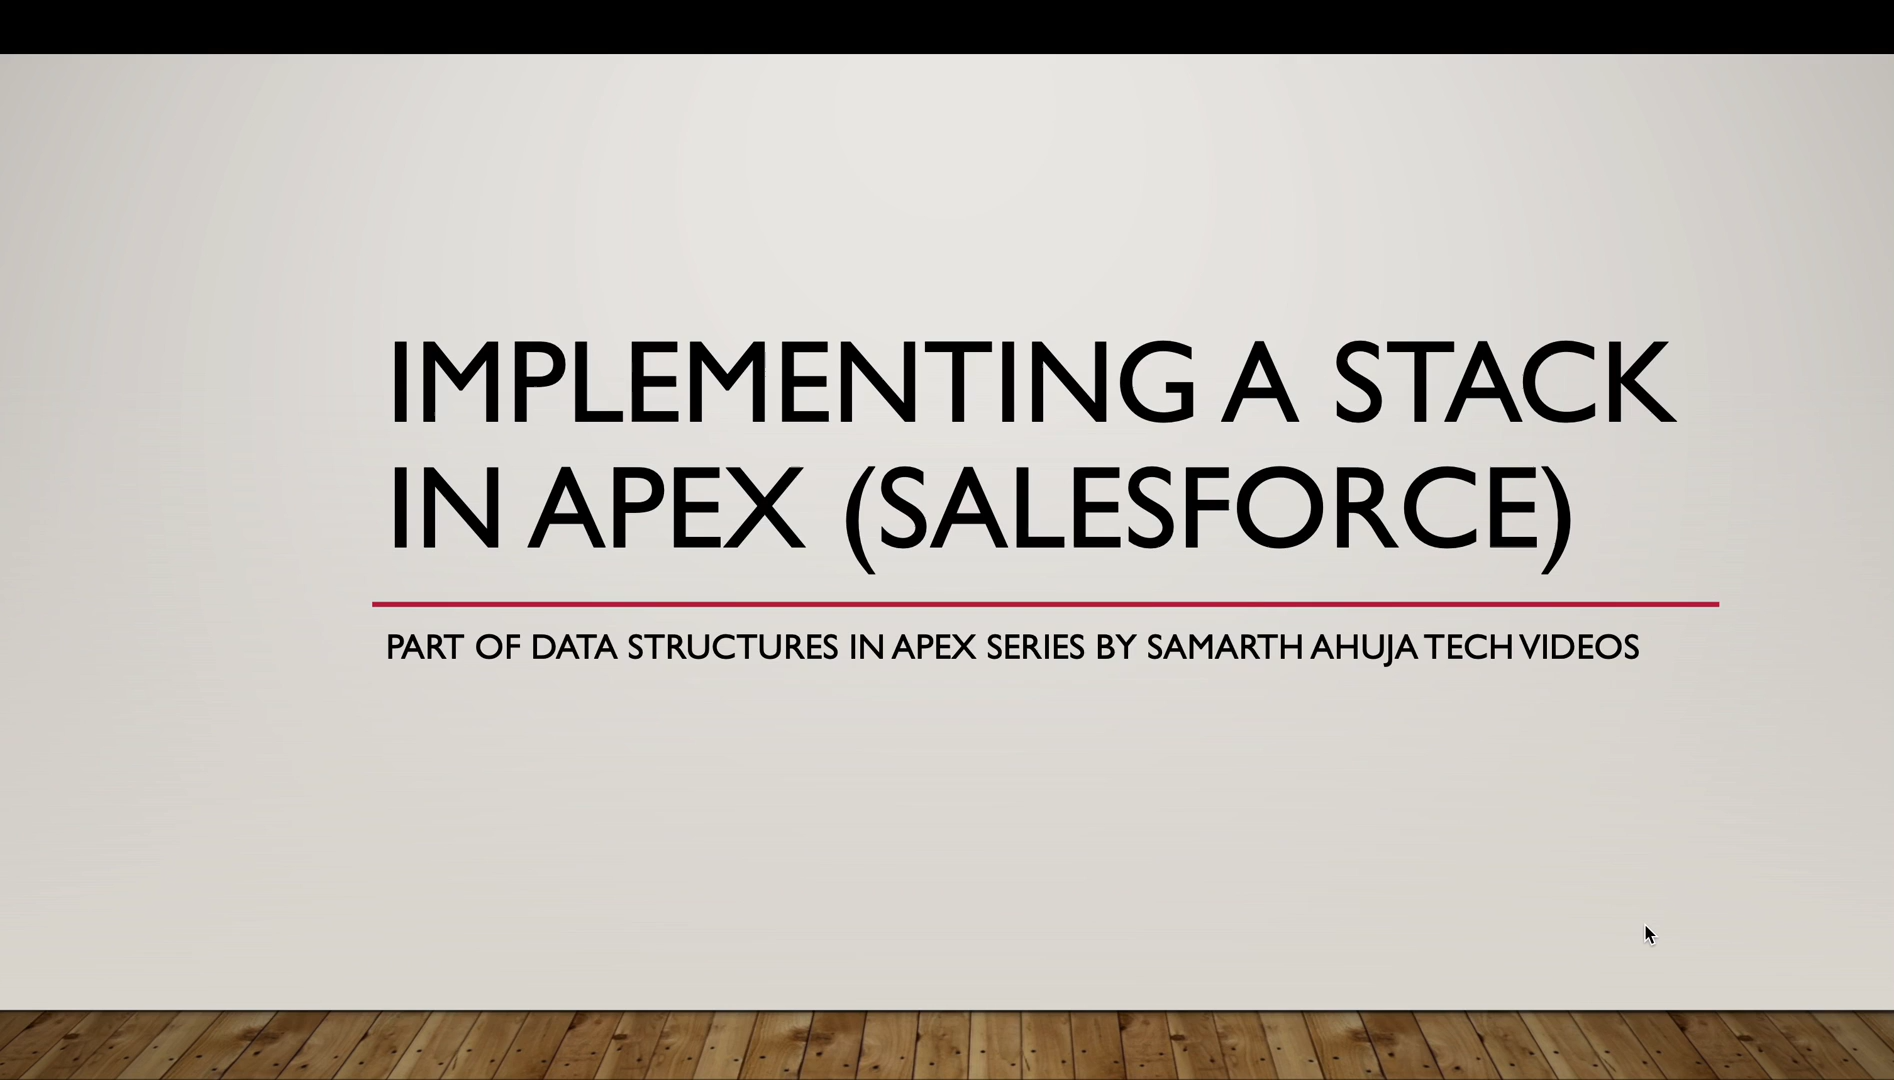 IMPLEMENTING A STACK
IN APEX (SALESFORCE)
PART OF DATA STRUCTURES IN APEX SERIES BY SAMARTH AHUJA TECH VIDEOS